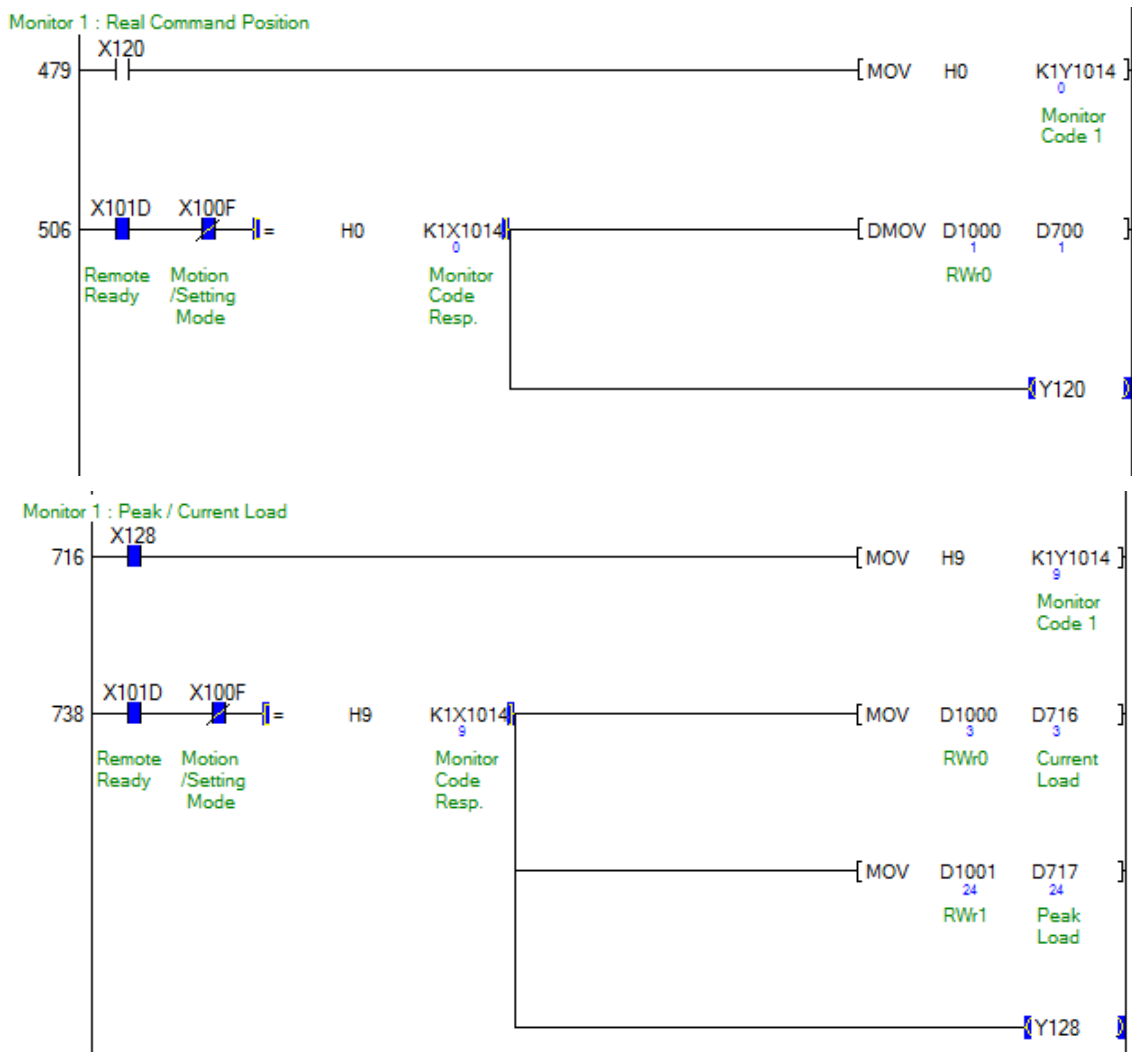 Monitor 1 : Real Command Position
X120
479 [ MOV H0 K1Y1014 ]
0
Monitor
Code 1
X101D X100F
506 [= H0 K1X1014 ] [ DMOV D1000 D700 ]
0 1 1
Remote Motion Monitor RWr0
Ready /Setting Code
Mode Resp.
( Y120 )
Monitor 1 : Peak / Current Load
X128
716 [ MOV H9 K1Y1014 ]
9
Monitor
Code 1
X101D X100F
738 [= H9 K1X1014 ] [ MOV D1000 D716 ]
9 3 3
Remote Motion Monitor RWr0 Current
Ready /Setting Code Load
Mode Resp.
[ MOV D1001 D717 ]
24 24
RWr1 Peak
Load
( Y128 )